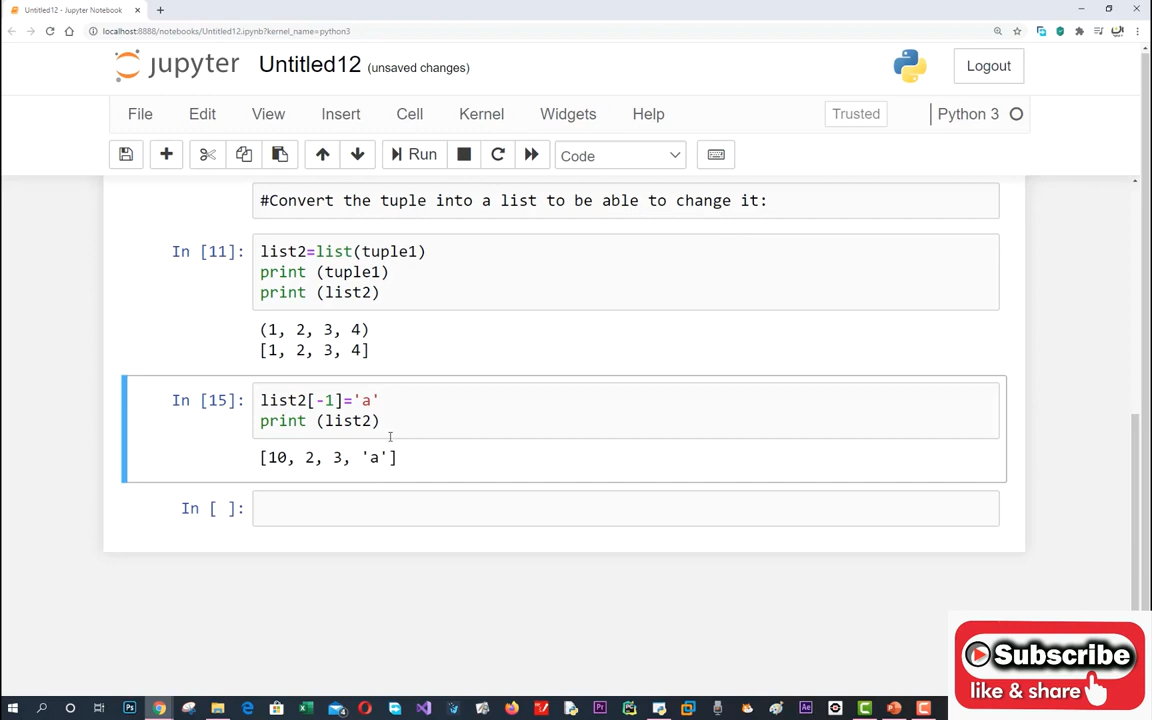 Untitled12 - Jupyter Notebook
localhost:8888/notebooks/Untitled12.ipynb?kernel_name=python3
jupyter Untitled12 (unsaved changes)
Logout
File Edit View Insert Cell Kernel Widgets Help
Trusted
Python 3
Run
Code
#Convert the tuple into a list to be able to change it:
In [11]:
list2=list(tuple1)
print (tuple1)
print (list2)
(1, 2, 3, 4)
[1, 2, 3, 4]
In [15]:
list2[-1]='a'
print (list2)
[10, 2, 3, 'a']
In [ ]:
Subscribe
like & share